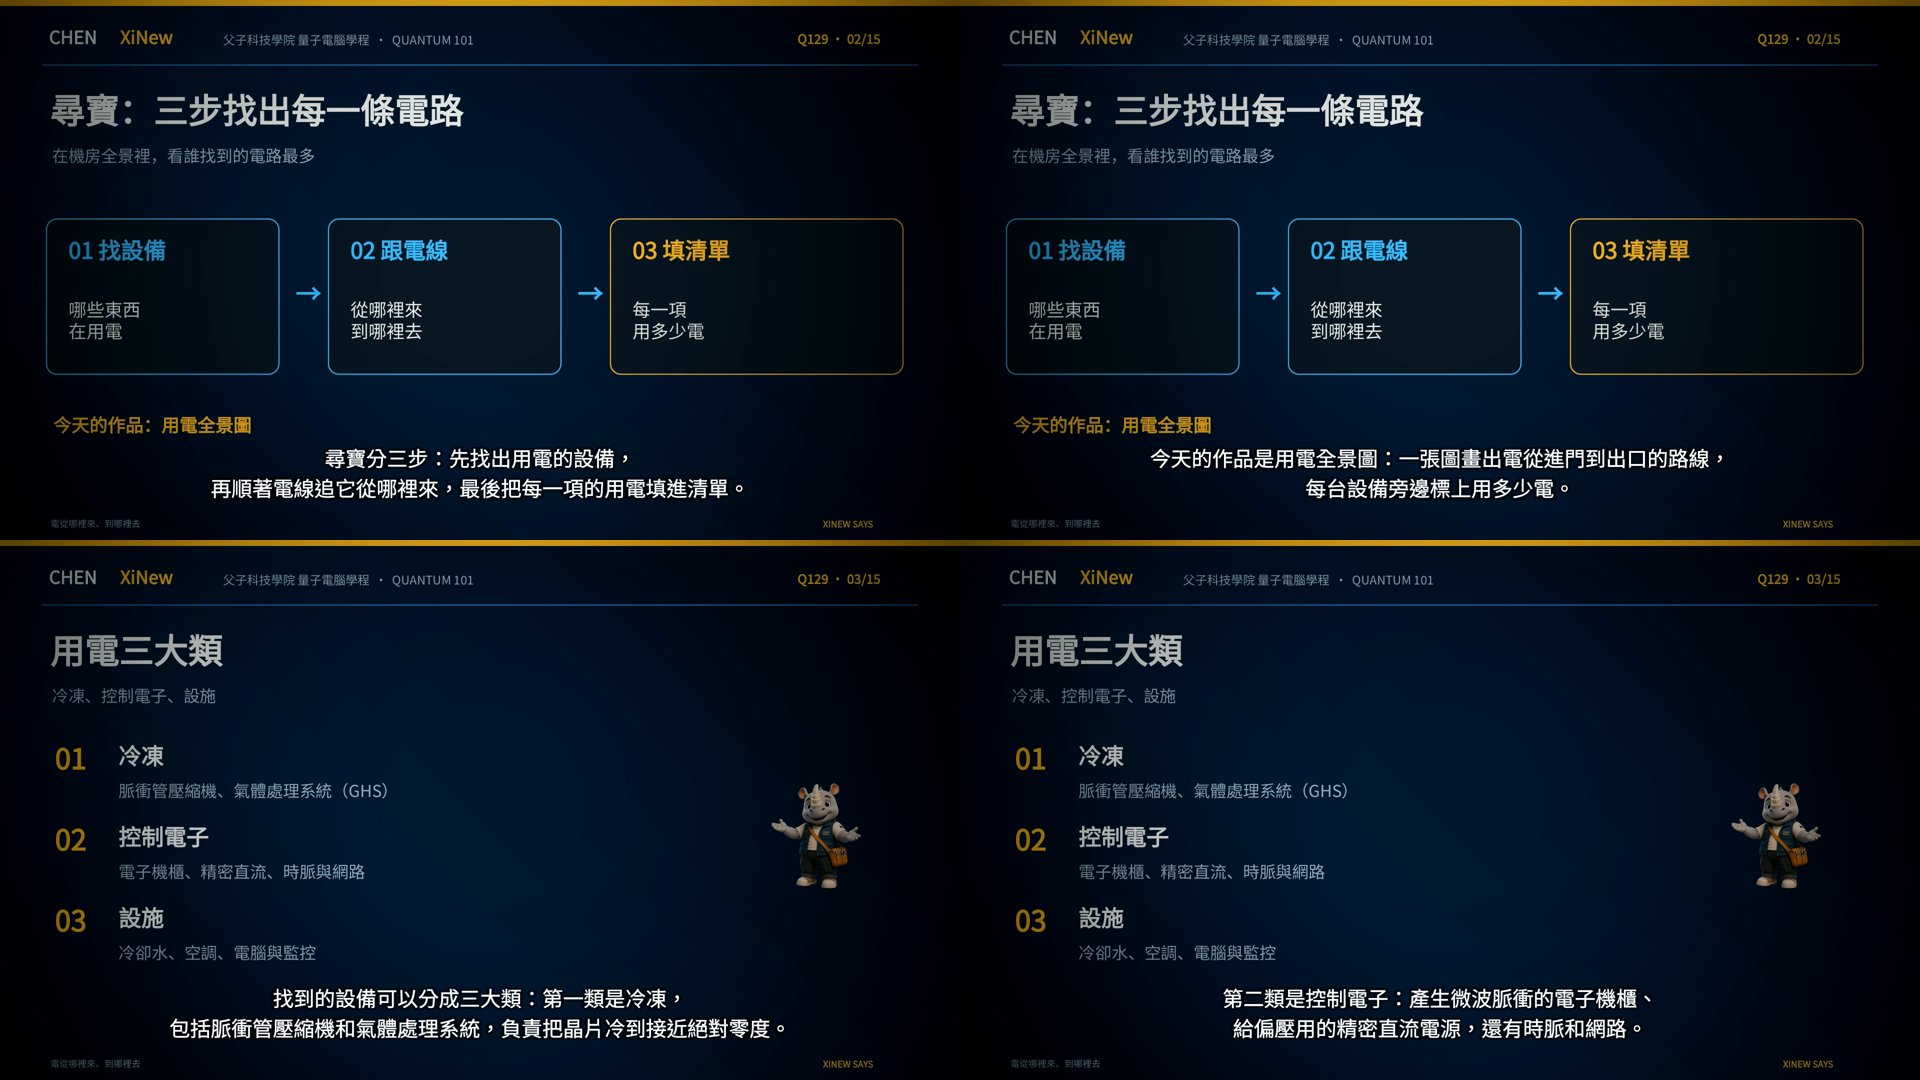 CHEN XiNew 父子科技學院 量子電腦學程 · QUANTUM 101 Q129 · 02/15
尋寶：三步找出每一條電路
在機房全景裡，看誰找到的電路最多
01 找設備
哪些東西
在用電
→
02 跟電線
從哪裡來
到哪裡去
→
03 填清單
每一項
用多少電
今天的作品：用電全景圖
尋寶分三步：先找出用電的設備，
再順著電線追它從哪裡來，最後把每一項的用電填進清單。
電從哪裡來、到哪裡去 XINEW SAYS
CHEN XiNew 父子科技學院 量子電腦學程 · QUANTUM 101 Q129 · 02/15
尋寶：三步找出每一條電路
在機房全景裡，看誰找到的電路最多
01 找設備
哪些東西
在用電
→
02 跟電線
從哪裡來
到哪裡去
→
03 填清單
每一項
用多少電
今天的作品：用電全景圖
今天的作品是用電全景圖：一張圖畫出電從進門到出口的路線，
每台設備旁邊標上用多少電。
電從哪裡來、到哪裡去 XINEW SAYS
CHEN XiNew 父子科技學院 量子電腦學程 · QUANTUM 101 Q129 · 03/15
用電三大類
冷凍、控制電子、設施
01 冷凍
脈衝管壓縮機、氣體處理系統（GHS）
02 控制電子
電子機櫃、精密直流、時脈與網路
03 設施
冷卻水、空調、電腦與監控
找到的設備可以分成三大類：第一類是冷凍，
包括脈衝管壓縮機和氣體處理系統，負責把晶片冷到接近絕對零度。
電從哪裡來、到哪裡去 XINEW SAYS
CHEN XiNew 父子科技學院 量子電腦學程 · QUANTUM 101 Q129 · 03/15
用電三大類
冷凍、控制電子、設施
01 冷凍
脈衝管壓縮機、氣體處理系統（GHS）
02 控制電子
電子機櫃、精密直流、時脈與網路
03 設施
冷卻水、空調、電腦與監控
第二類是控制電子：產生微波脈衝的電子機櫃、
給偏壓用的精密直流電源，還有時脈和網路。
電從哪裡來、到哪裡去 XINEW SAYS